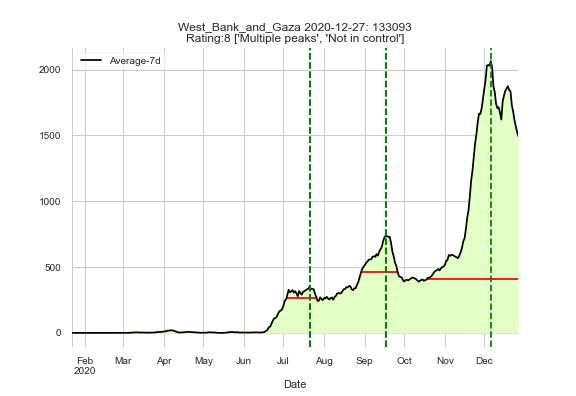 West_Bank_and_Gaza 2020-12-27: 133093
Rating:8 ['Multiple peaks', 'Not in control']
Average-7d
2000
1500
1000
500
0
Feb Mar Apr May Jun Jul Aug Sep Oct Nov Dec
2020
Date